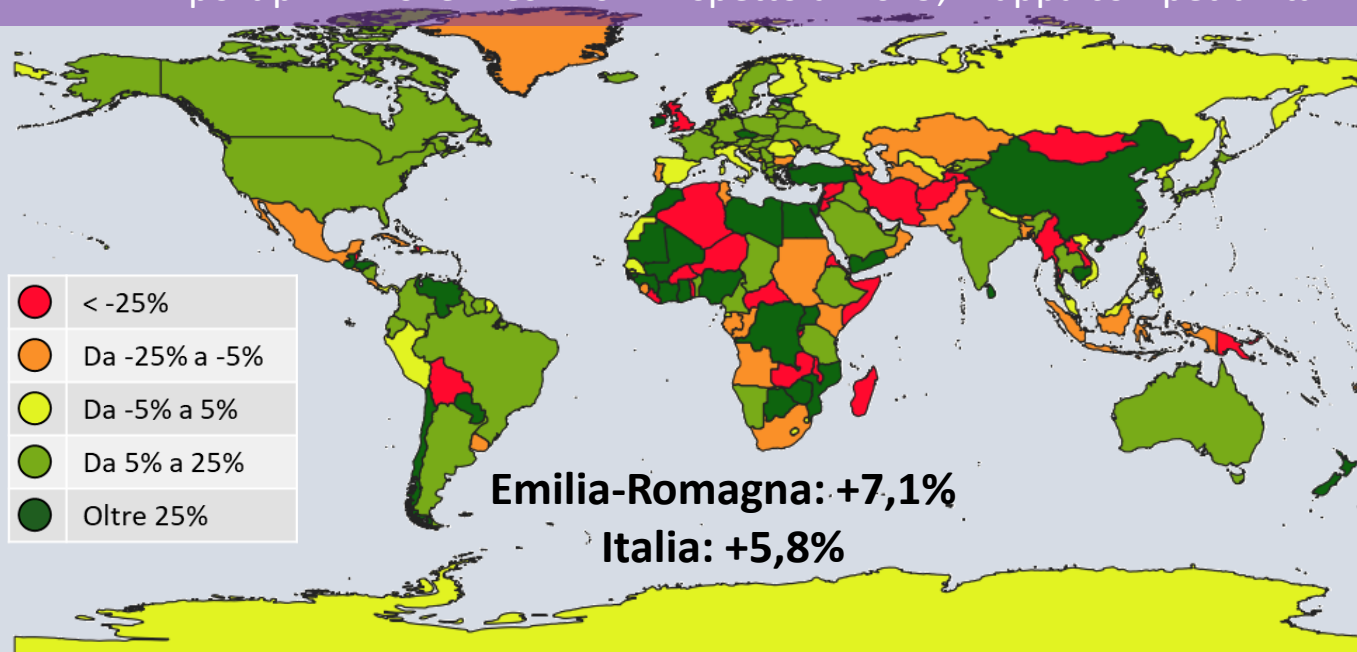 < -25%
Da -25% a -5%
Da -5% a 5%
Da 5% a 25%
Oltre 25%
Emilia-Romagna: +7,1%
Italia: +5,8%